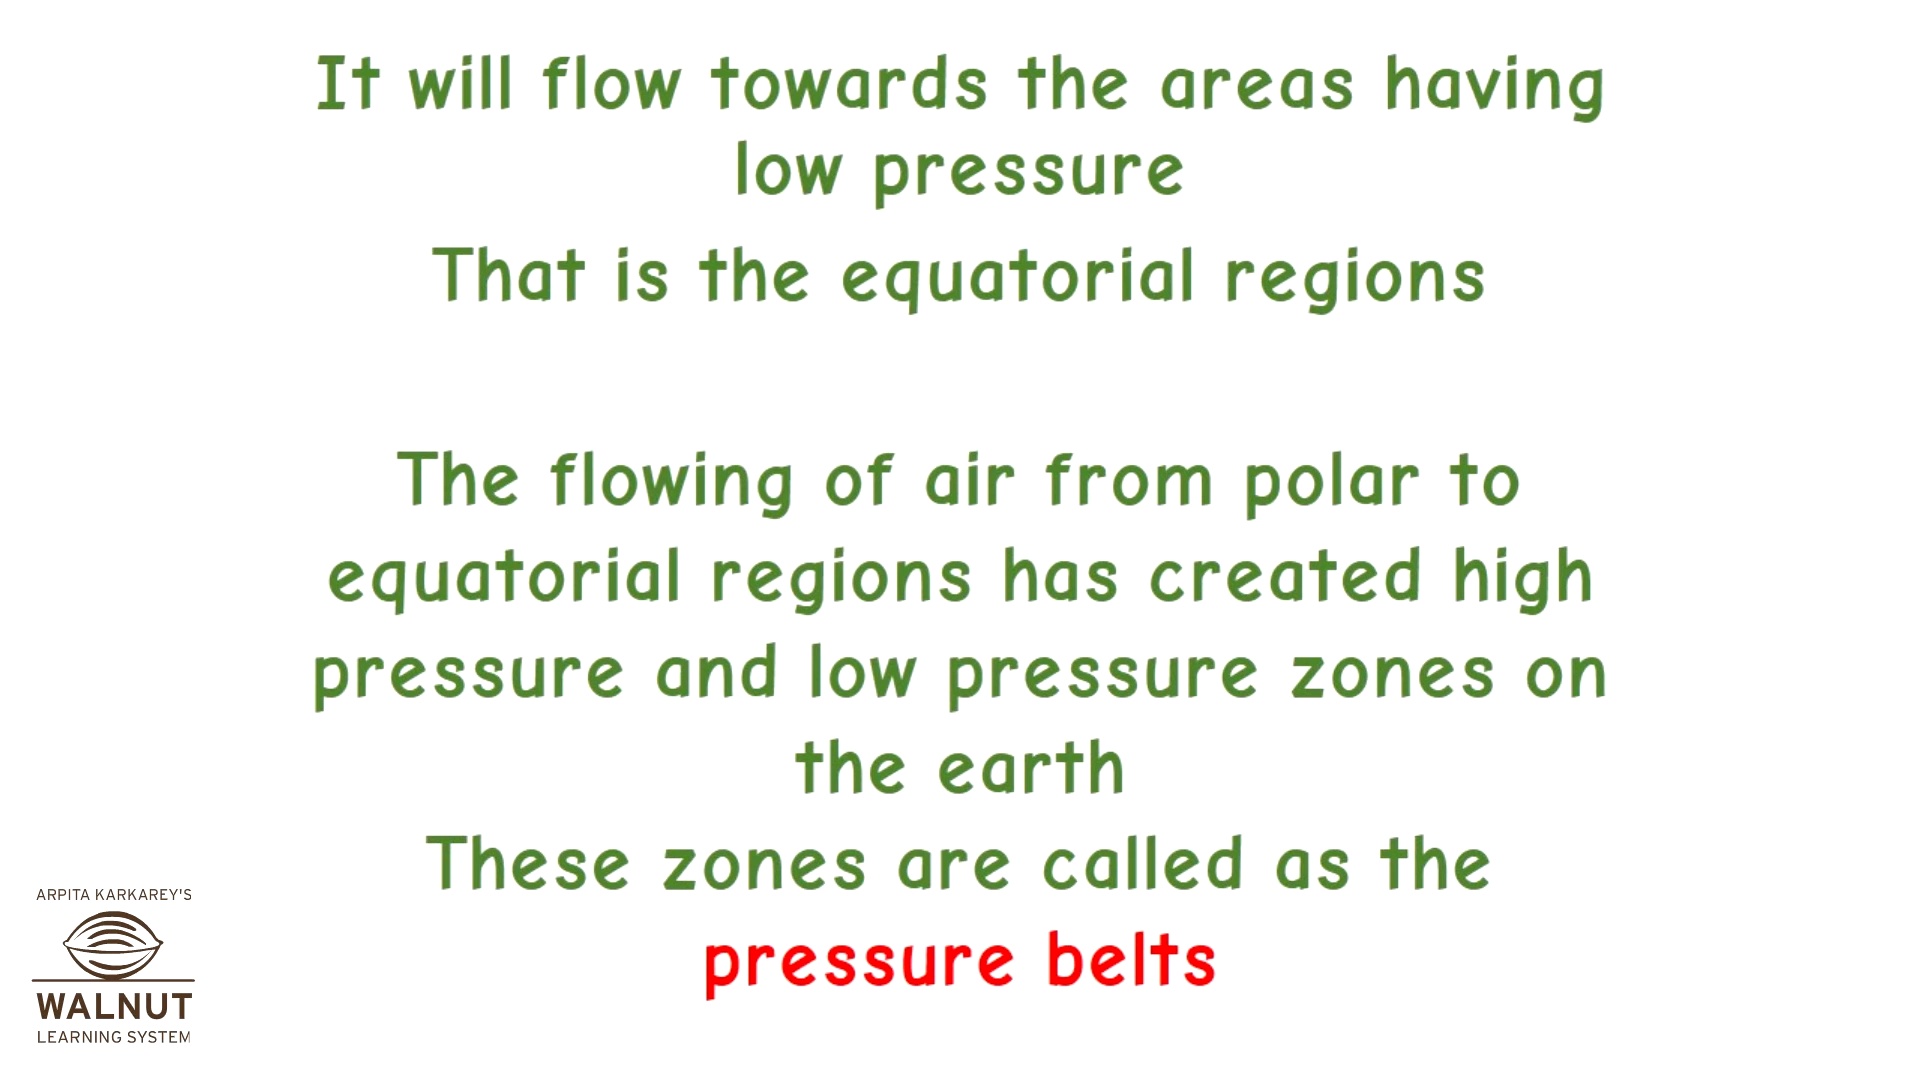 It will flow towards the areas having
low pressure
That is the equatorial regions
The flowing of air from polar to
equatorial regions has created high
pressure and low pressure zones on
the earth
These zones are called as the
pressure belts
ARPITA KARKAREY'S
WALNUT
LEARNING SYSTEM